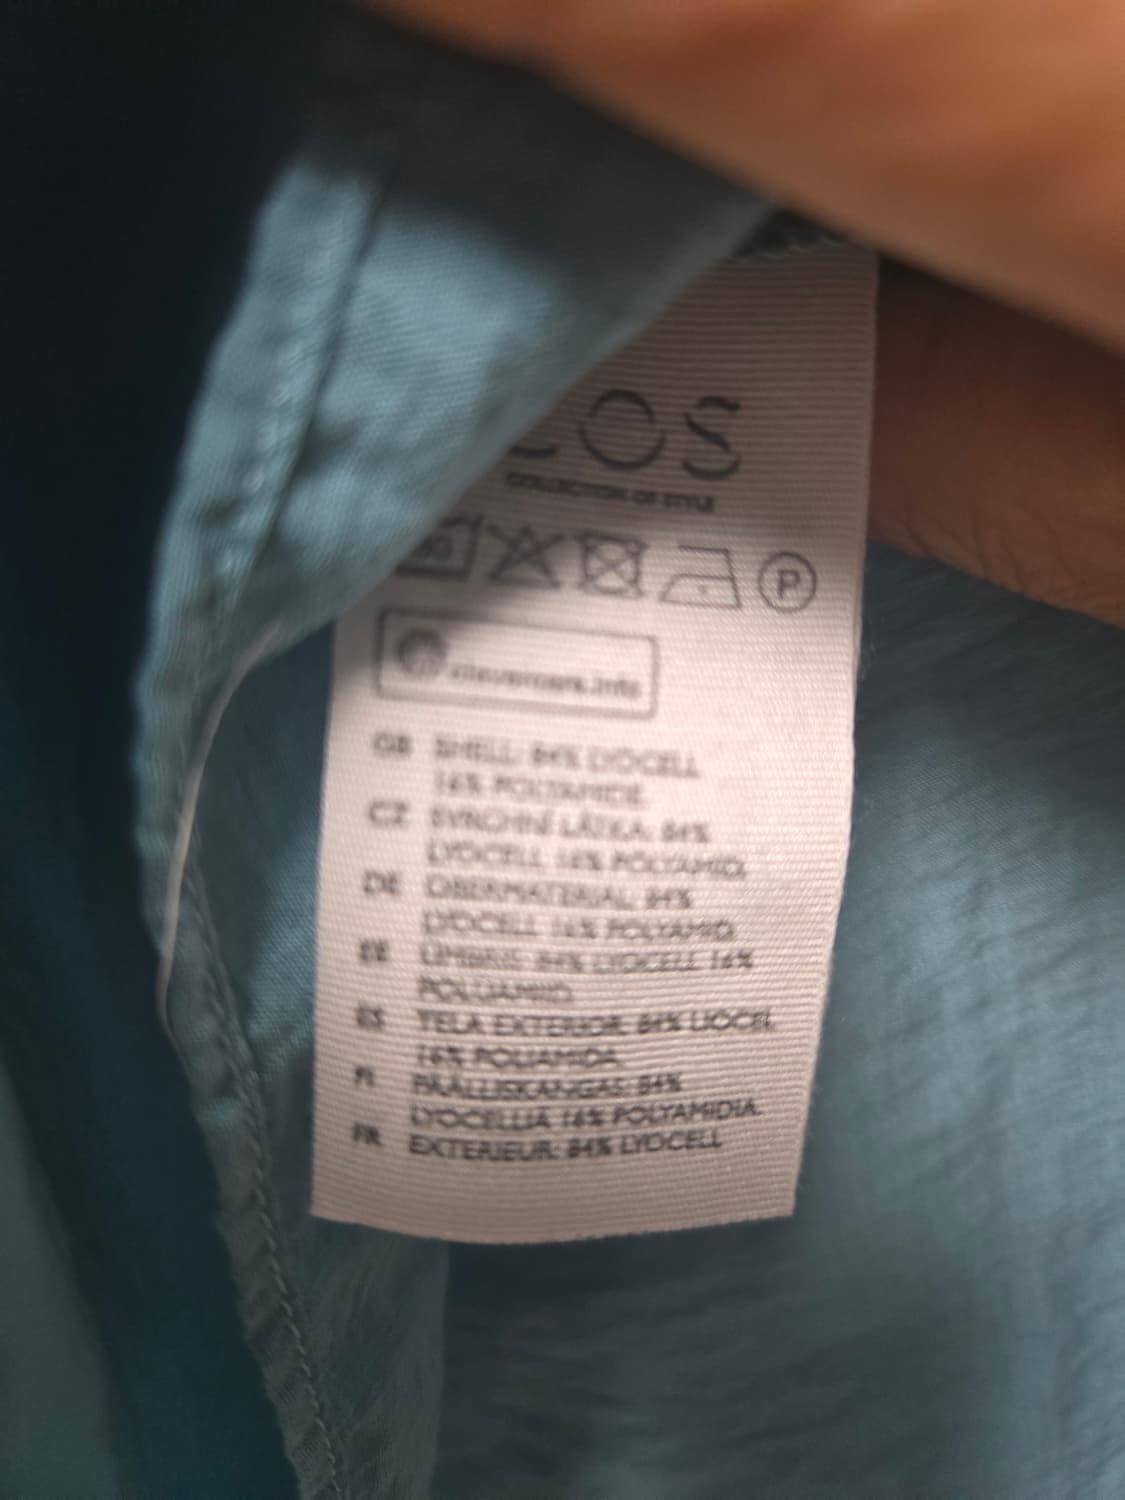 COS
COLLECTION OF STYLE
P
clevercare.info
GB SHELL: 84% LYOCELL
16% POLYAMIDE.
CZ SVRCHNÍ LÁTKA: 84%
LYOCELL 16% POLYAMID.
DE OBERMATERIAL: 84%
LYOCELL 16% POLYAMID.
EE ÜMBRIS: 84% LYOCELL 16%
POLÜAMIID.
ES TELA EXTERIOR: 84% LIOCEL
16% POLIAMIDA.
FI PÄÄLLISKANGAS: 84%
LYOCELLIA 16% POLYAMIDIA.
FR EXTERIEUR: 84% LYOCELL